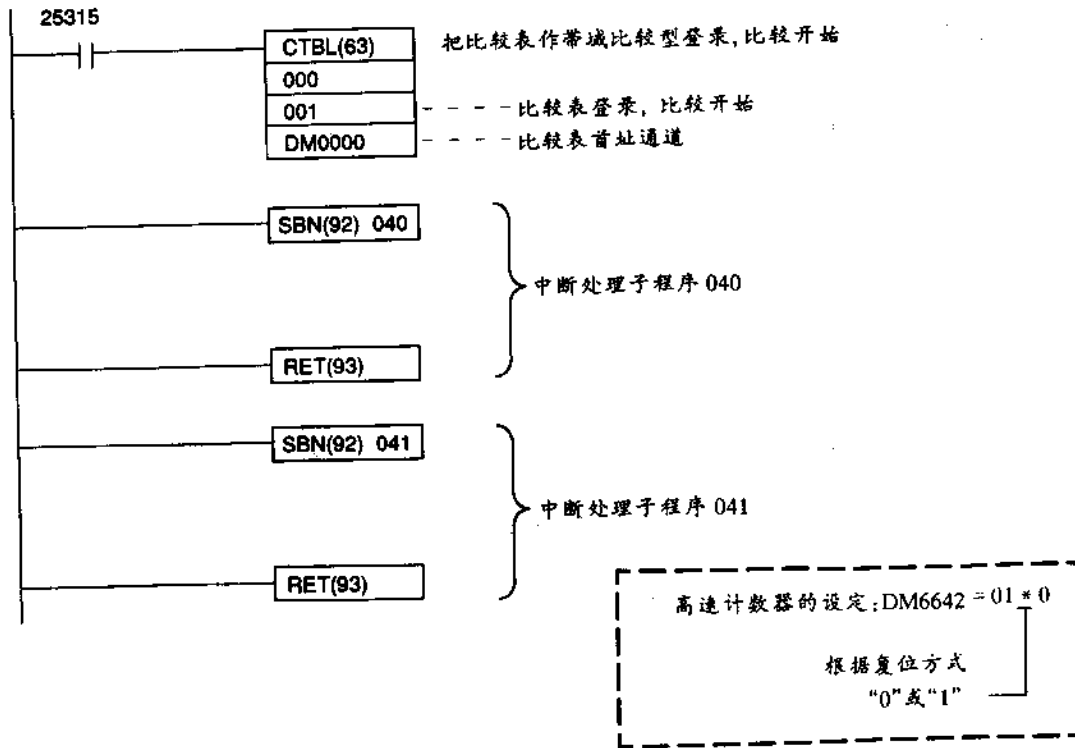 25315
CTBL(63) 把比较表作带域比较型登录,比较开始
000
001 - - - - 比较表登录, 比较开始
DM0000 - - - - 比较表首址通道
SBN(92) 040
中断处理子程序 040
RET(93)
SBN(92) 041
中断处理子程序 041
RET(93)
高速计数器的设定:DM6642 = 01 * 0
根据复位方式
“0”或“1”